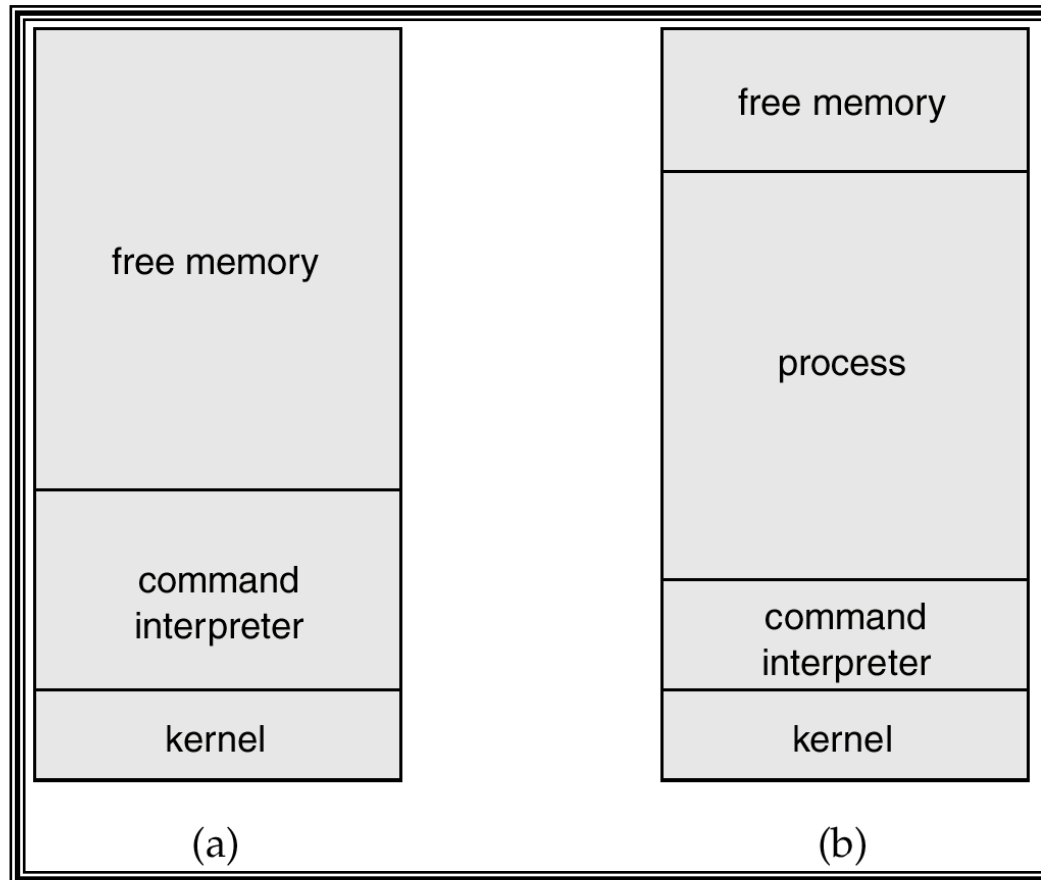 free memory
command
interpreter
kernel
(a)
free memory
process
command
interpreter
kernel
(b)